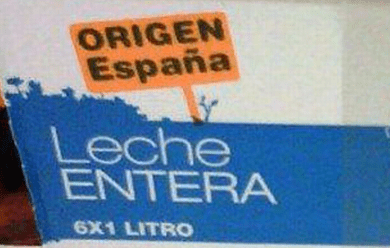 ORIGEN
España
Leche
ENTERA
6X1 LITRO